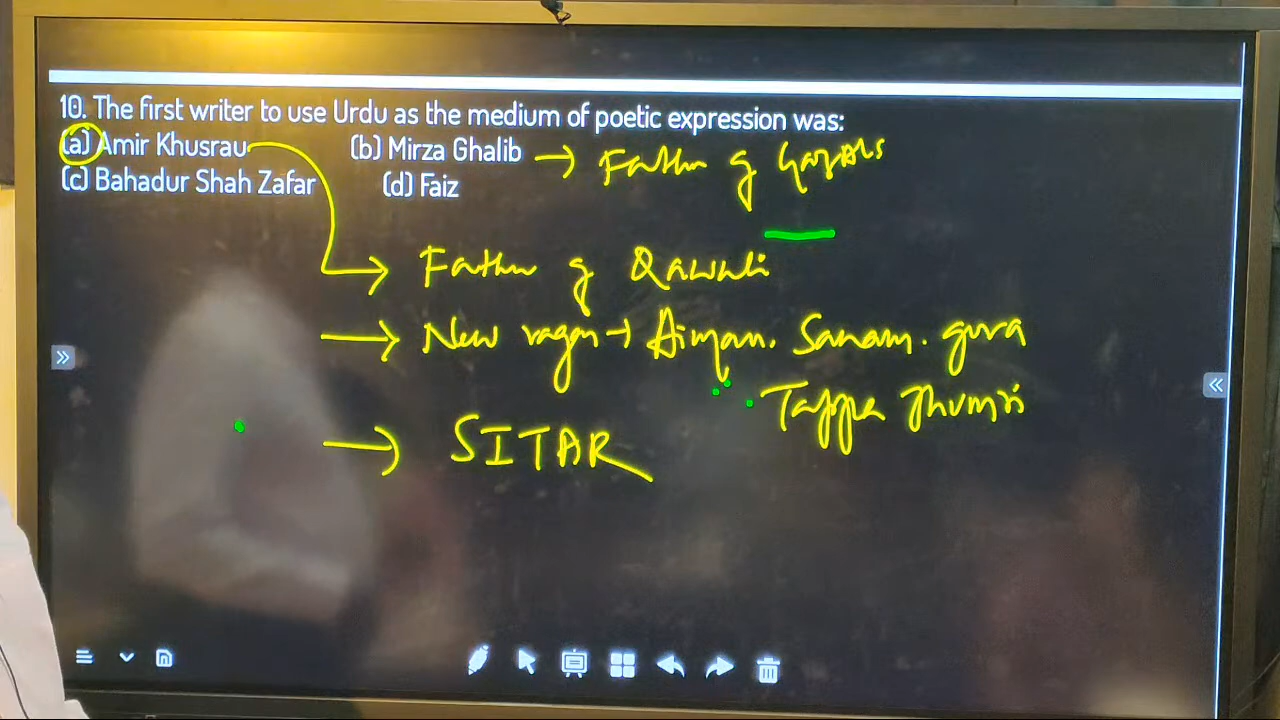 10. The first writer to use Urdu as the medium of poetic expression was:
(a) Amir Khusrau (b) Mirza Ghalib → Father of Gazals
(c) Bahadur Shah Zafar (d) Faiz
→ Father of Qawali
→ New ragas → Aiman. Sanam. gora
Tappa Thumri
→ SITAR